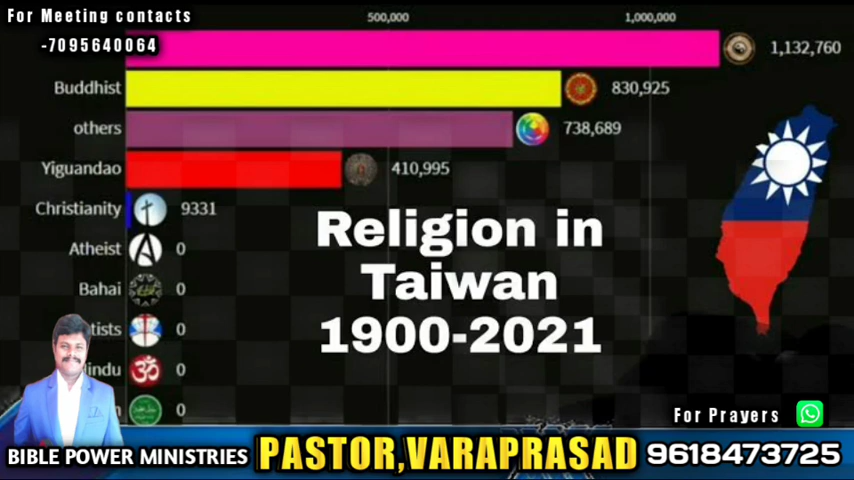 For Meeting contacts
-7095640064
500,000
1,000,000
1,132,760
Buddhist
830,925
others
738,689
Yiguandao
410,995
Christianity
9331
Atheist
0
Bahai
0
tists
0
indu
0
0
Religion in
Taiwan
1900-2021
For Prayers
BIBLE POWER MINISTRIES
PASTOR,VARAPRASAD
9618473725